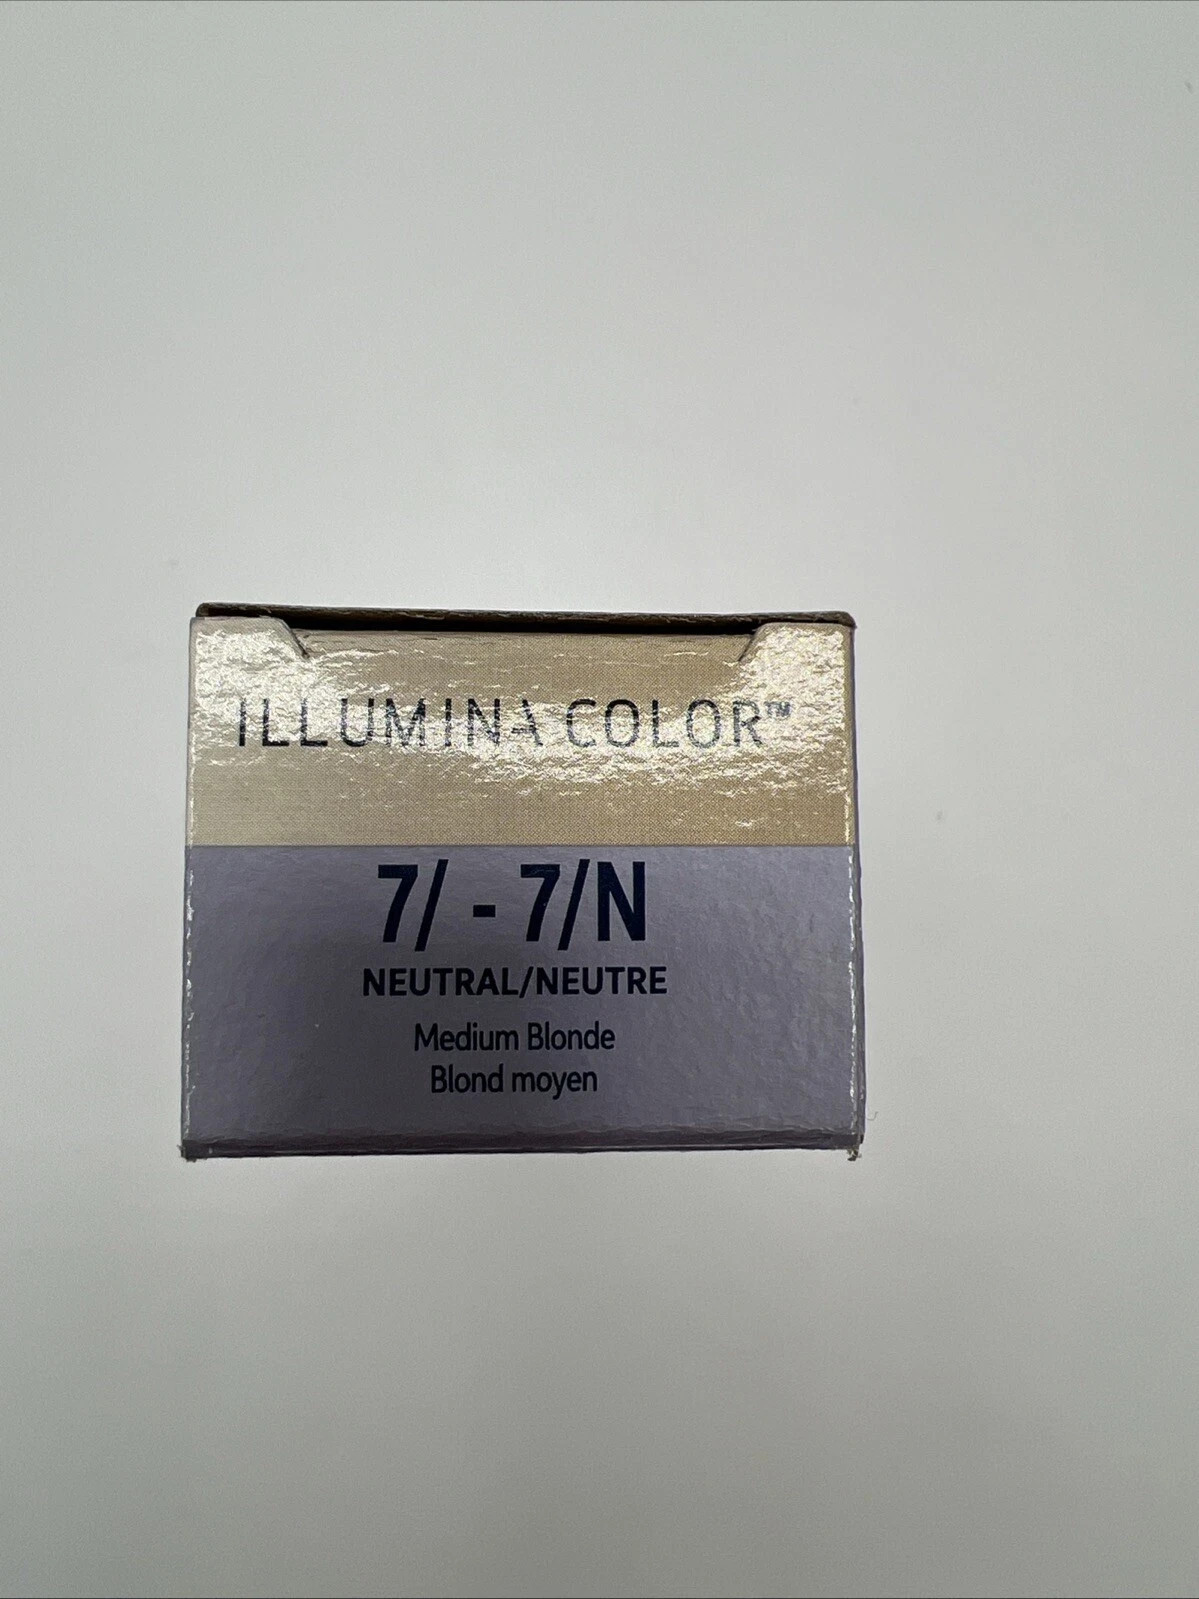 ILLUMINA COLOR™
7/ - 7/N
NEUTRAL/NEUTRE
Medium Blonde
Blond moyen